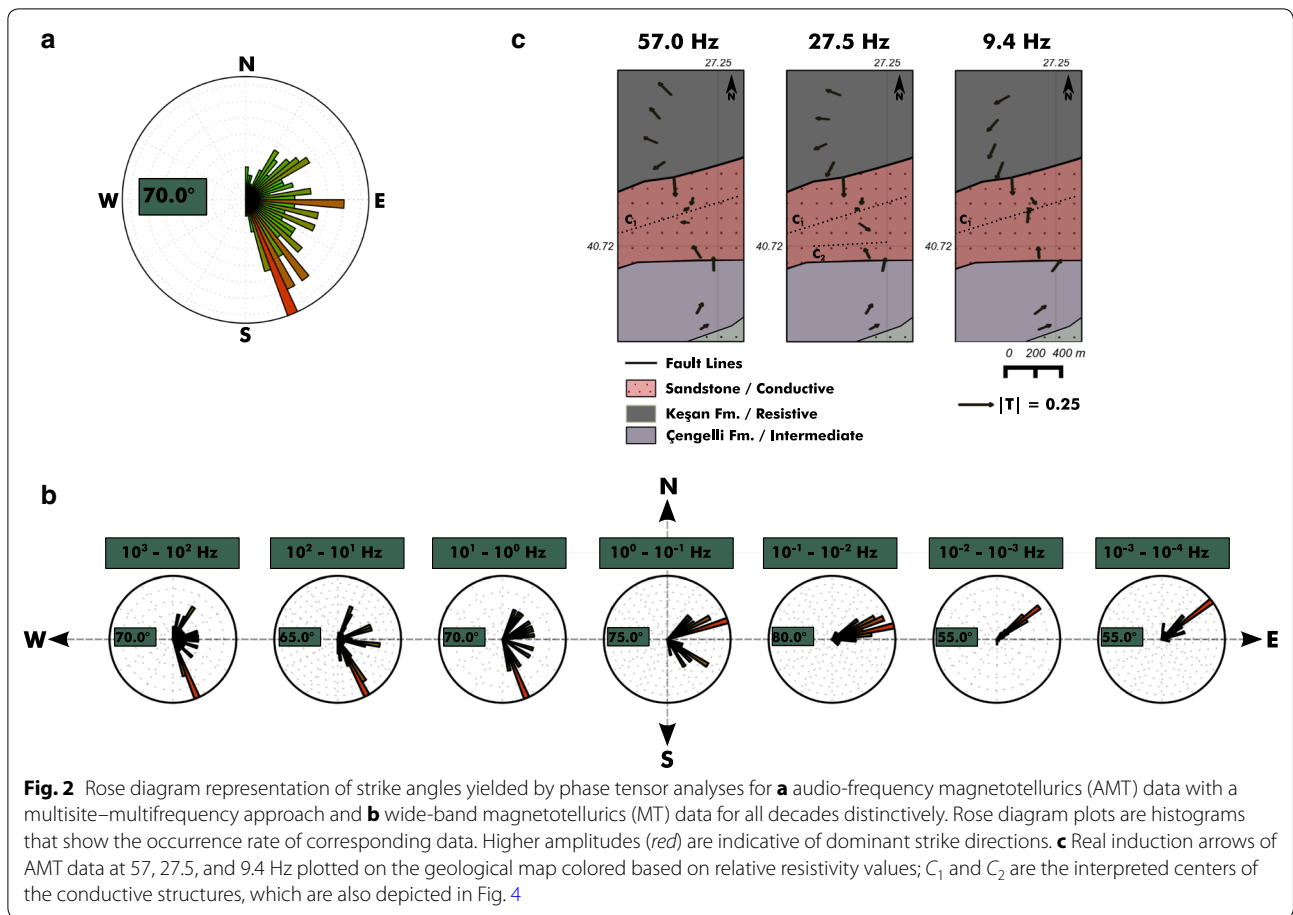 a
N
W
70.0°
E
S
c
57.0 Hz
27.5 Hz
9.4 Hz
27.25
27.25
27.25
N
N
N
C₁
C₁
C₁
40.72
40.72
40.72
C₂
Fault Lines
Sandstone / Conductive
Keşan Fm. / Resistive
Çengelli Fm. / Intermediate
0 200 400 m
|T| = 0.25
b
N
10³ - 10² Hz
10² - 10¹ Hz
10¹ - 10⁰ Hz
10⁰ - 10⁻¹ Hz
10⁻¹ - 10⁻² Hz
10⁻² - 10⁻³ Hz
10⁻³ - 10⁻⁴ Hz
W
70.0°
65.0°
70.0°
75.0°
80.0°
55.0°
55.0°
E
S
Fig. 2 Rose diagram representation of strike angles yielded by phase tensor analyses for a audio-frequency magnetotellurics (AMT) data with a
multisite–multifrequency approach and b wide-band magnetotellurics (MT) data for all decades distinctively. Rose diagram plots are histograms
that show the occurrence rate of corresponding data. Higher amplitudes (red) are indicative of dominant strike directions. c Real induction arrows of
AMT data at 57, 27.5, and 9.4 Hz plotted on the geological map colored based on relative resistivity values; C₁ and C₂ are the interpreted centers of
the conductive structures, which are also depicted in Fig. 4